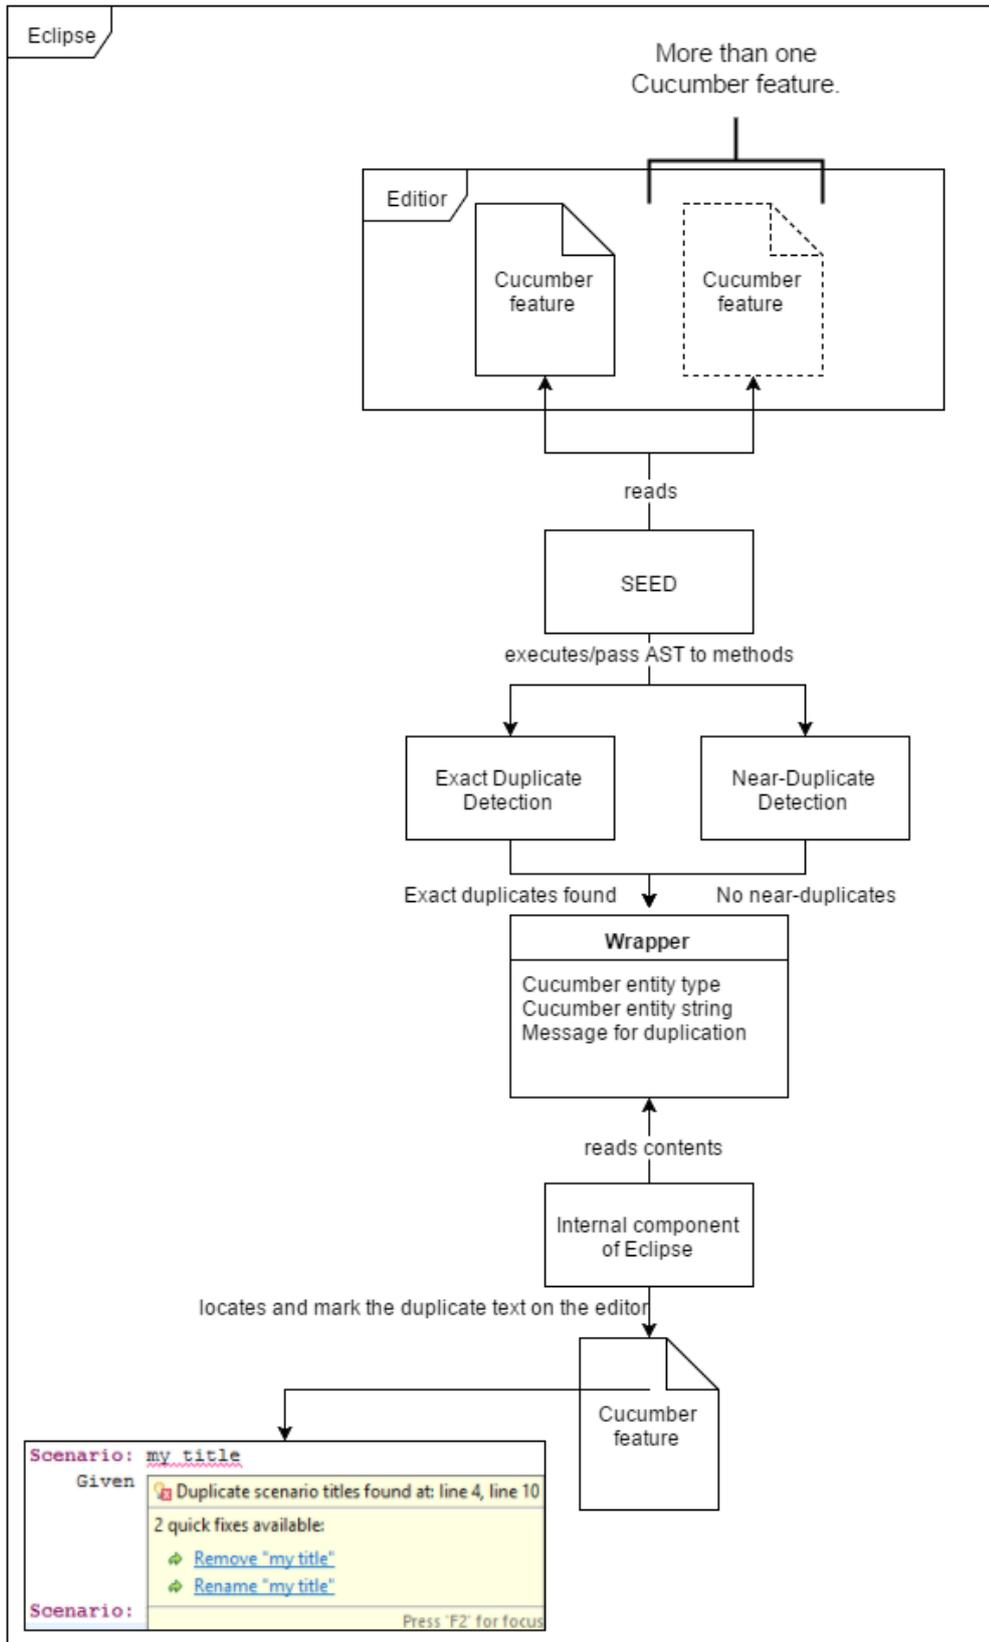 Eclipse
More than one
Cucumber feature.
Editior
Cucumber
feature
Cucumber
feature
reads
SEED
executes/pass AST to methods
Exact Duplicate
Detection
Near-Duplicate
Detection
Exact duplicates found
No near-duplicates
Wrapper
Cucumber entity type
Cucumber entity string
Message for duplication
reads contents
Internal component
of Eclipse
locates and mark the duplicate text on the editor
Cucumber
feature
Scenario: my title
Given
Duplicate scenario titles found at: line 4, line 10
2 quick fixes available:
Remove "my title"
Rename "my title"
Scenario:
Press 'F2' for focus